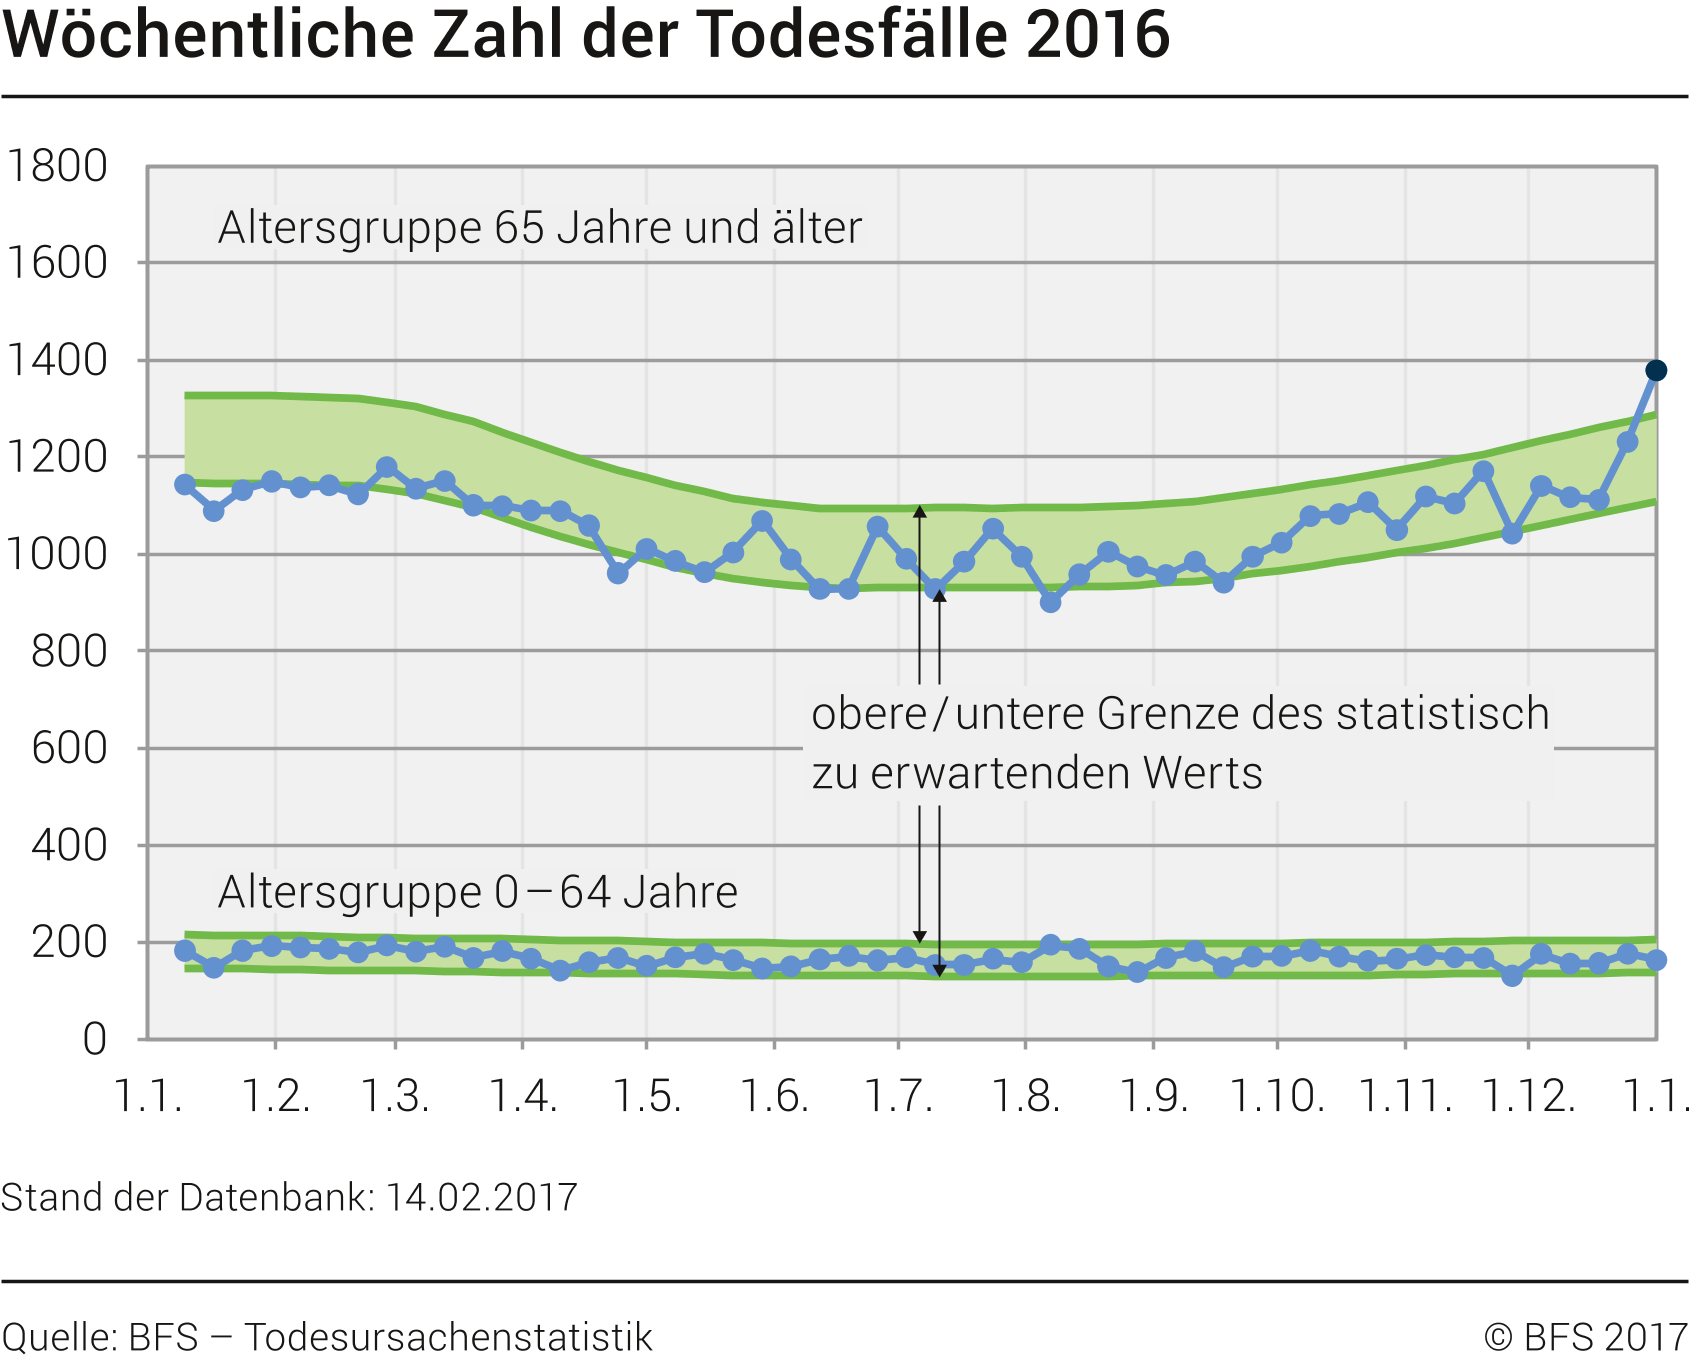 Wöchentliche Zahl der Todesfälle 2016
1800
Altersgruppe 65 Jahre und älter
1600
1400
1200
1000
800
obere / untere Grenze des statistisch
600
zu erwartenden Werts
400
Altersgruppe 0 – 64 Jahre
200
0
1.1. 1.2. 1.3. 1.4. 1.5. 1.6. 1.7. 1.8. 1.9. 1.10. 1.11. 1.12. 1.1.
Stand der Datenbank: 14.02.2017
Quelle: BFS – Todesursachenstatistik © BFS 2017